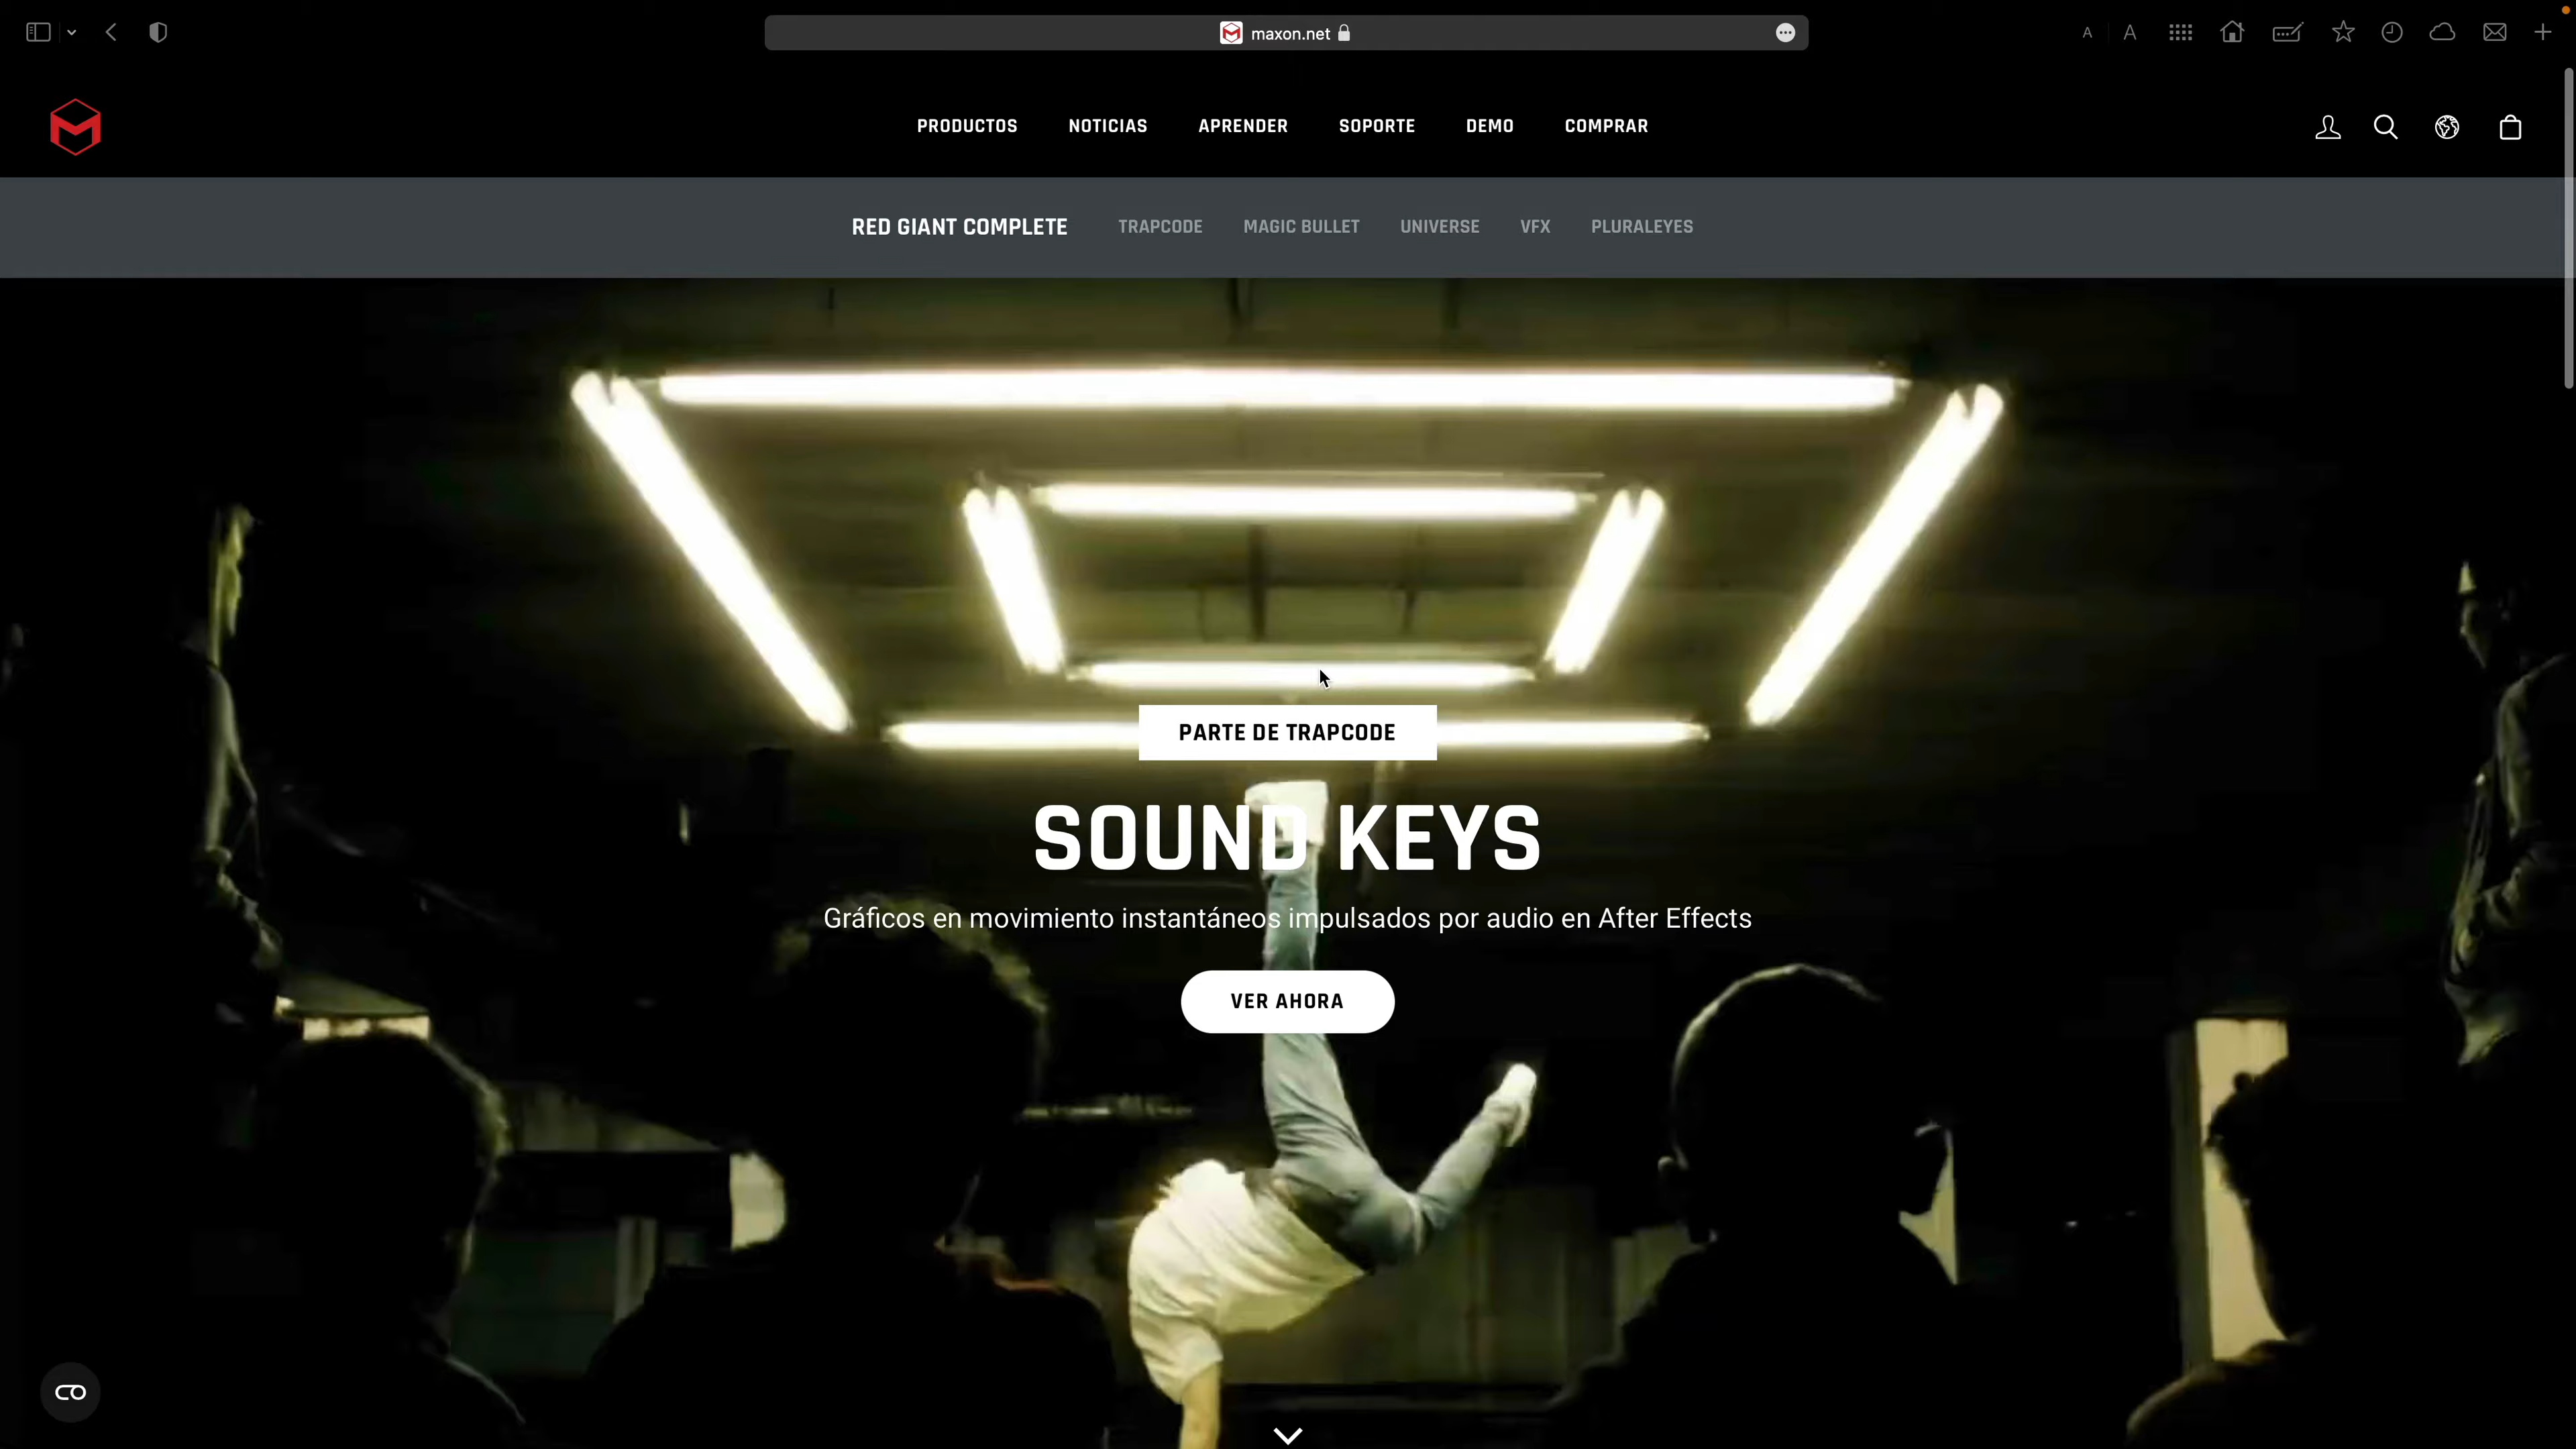 maxon.net
A A
PRODUCTOS NOTICIAS APRENDER SOPORTE DEMO COMPRAR
RED GIANT COMPLETE TRAPCODE MAGIC BULLET UNIVERSE VFX PLURALEYES
PARTE DE TRAPCODE
SOUND KEYS
Gráficos en movimiento instantáneos impulsados por audio en After Effects
VER AHORA